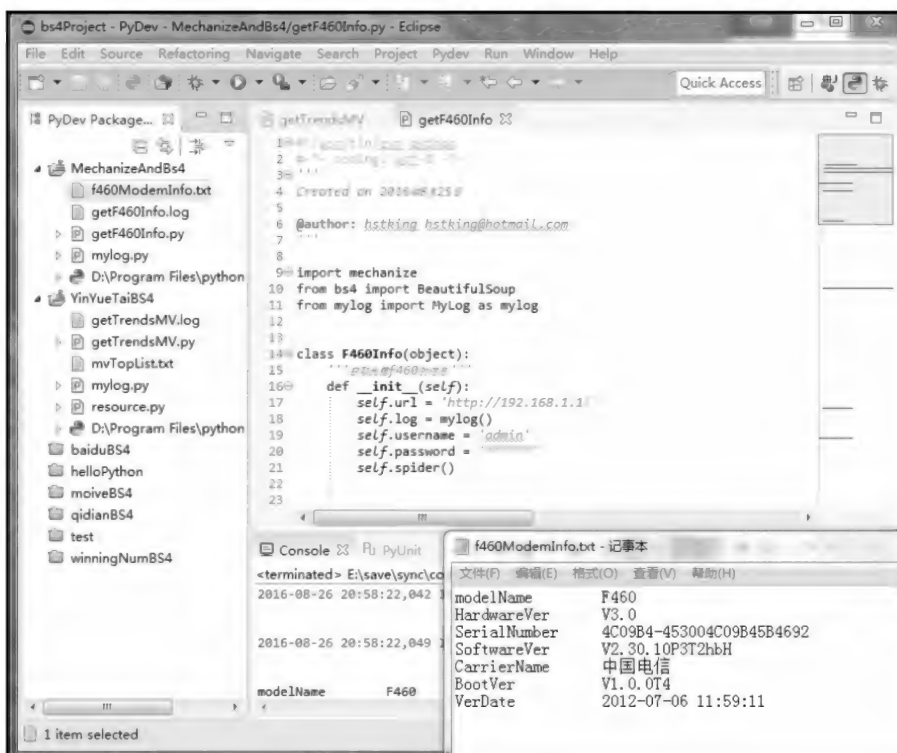 bs4Project - PyDev - MechanizeAndBs4/getF460Info.py - Eclipse
File Edit Source Refactoring Navigate Search Project Pydev Run Window Help
Quick Access
PyDev Package...
getTrendsMV
getF460Info
MechanizeAndBs4
f460ModemInfo.txt
getF460Info.log
getF460Info.py
mylog.py
D:\Program Files\python
YinYueTaiBS4
getTrendsMV.log
getTrendsMV.py
mvTopList.txt
mylog.py
resource.py
D:\Program Files\python
baiduBS4
helloPython
moiveBS4
qidianBS4
test
winningNumBS4
1 item selected
1
2
3 '''
4 Created on
5
6 @author: hstking hstking@hotmail.com
7 '''
8
9 import mechanize
10 from bs4 import BeautifulSoup
11 from mylog import MyLog as mylog
12
13
14 class F460Info(object):
15
16 def __init__(self):
17 self.url = 'http://192.168.1.1
18 self.log = mylog()
19 self.username = 'admin'
20 self.password =
21 self.spider()
22
23
Console
PyUnit
<terminated> E:\save\sync\co
2016-08-26 20:58:22,042
2016-08-26 20:58:22,049
modelName F460
f460ModemInfo.txt - 记事本
文件(F) 编辑(E) 格式(O) 查看(V) 帮助(H)
modelName F460
HardwareVer V3.0
SerialNumber 4C09B4-453004C09B45B4692
SoftwareVer V2.30.10P3T2hbH
CarrierName 中国电信
BootVer V1.0.0T4
VerDate 2012-07-06 11:59:11